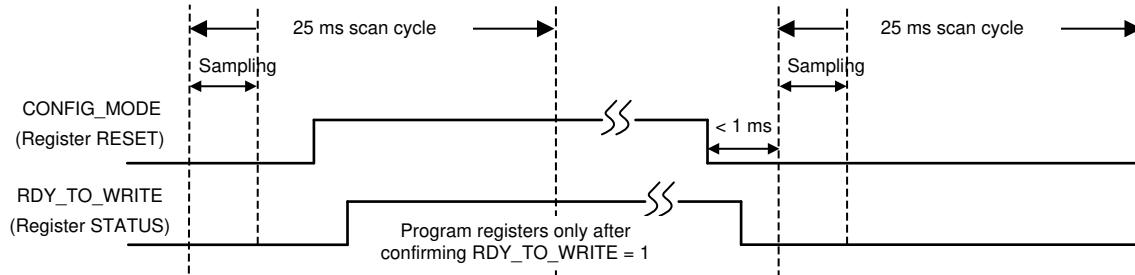 25 ms scan cycle
25 ms scan cycle
Sampling
Sampling
CONFIG_MODE
(Register RESET)
< 1 ms
RDY_TO_WRITE
(Register STATUS)
Program registers only after
confirming RDY_TO_WRITE = 1